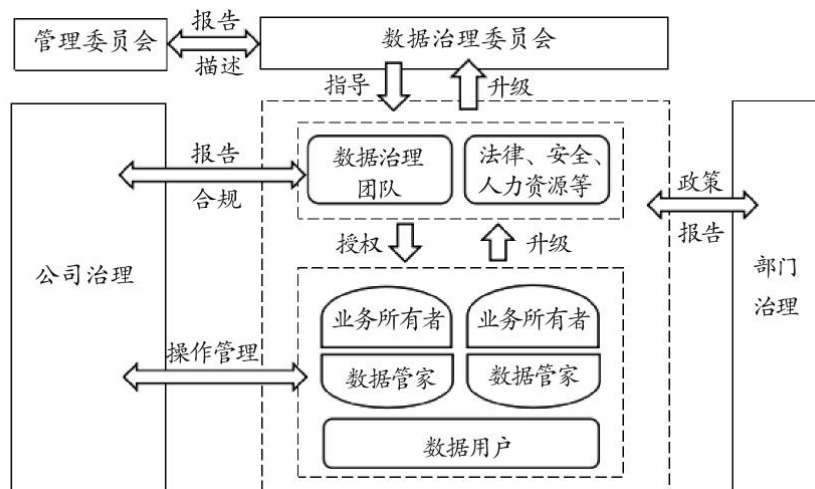 报告
管理委员会
数据治理委员会
描述
指导
升级
报告
数据治理
团队
法律、安全、
人力资源等
合规
政策
报告
授权
升级
公司治理
部门
治理
业务所有者
业务所有者
操作管理
数据管家
数据管家
数据用户